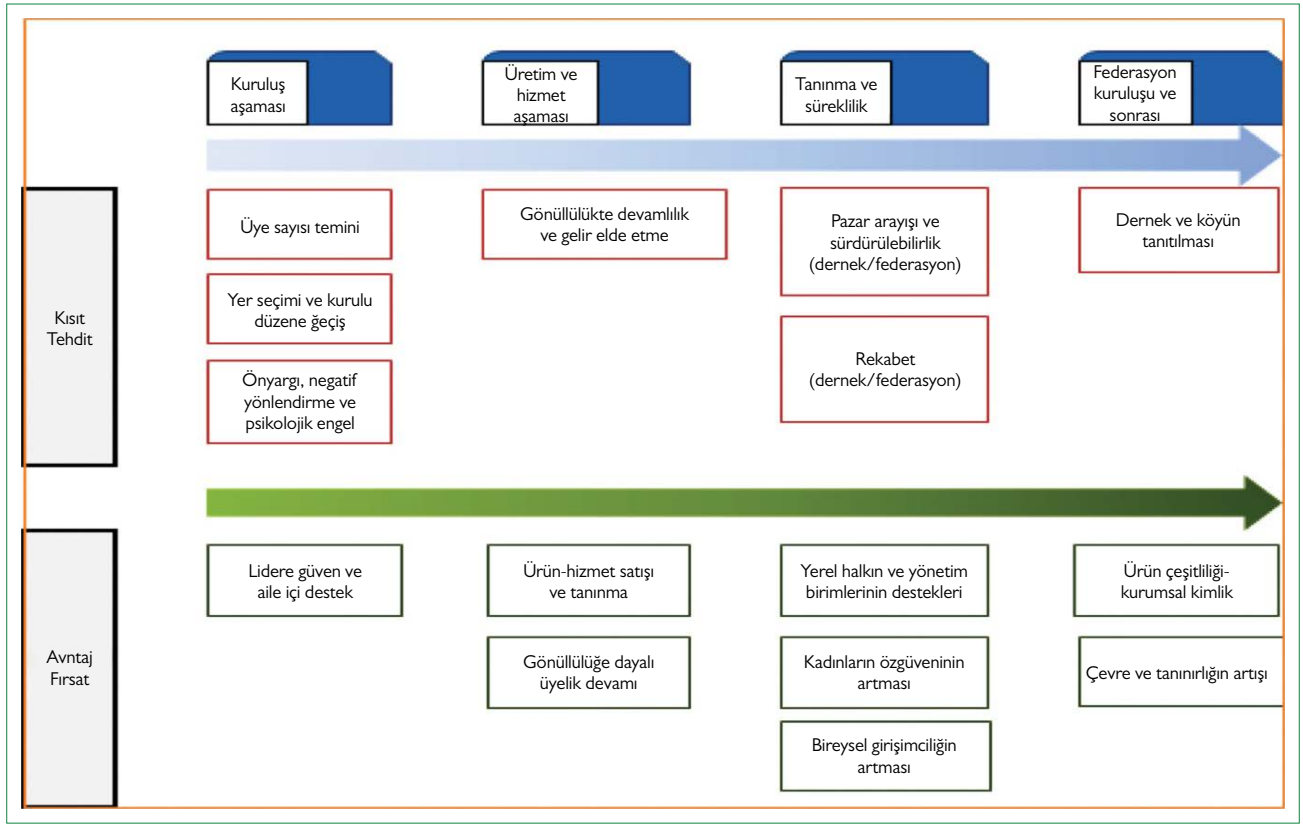 Kuruluş
aşaması
Üretim ve
hizmet
aşaması
Tanınma ve
süreklilik
Federasyon
kuruluşu ve
sonrası
Kısıt
Tehdit
Üye sayısı temini
Yer seçimi ve kurulu
düzene ğeçiş
Önyargı, negatif
yönlendirme ve
psikolojik engel
Gönüllülükte devamlılık
ve gelir elde etme
Pazar arayışı ve
sürdürülebilirlik
(dernek/federasyon)
Rekabet
(dernek/federasyon)
Dernek ve köyün
tanıtılması
Avntaj
Fırsat
Lidere güven ve
aile içi destek
Ürün-hizmet satışı
ve tanınma
Gönüllülüğe dayalı
üyelik devamı
Yerel halkın ve yönetim
birimlerinin destekleri
Kadınların özgüveninin
artması
Bireysel girişimciliğin
artması
Ürün çeşitliliği-
kurumsal kimlik
Çevre ve tanınırlığın artışı